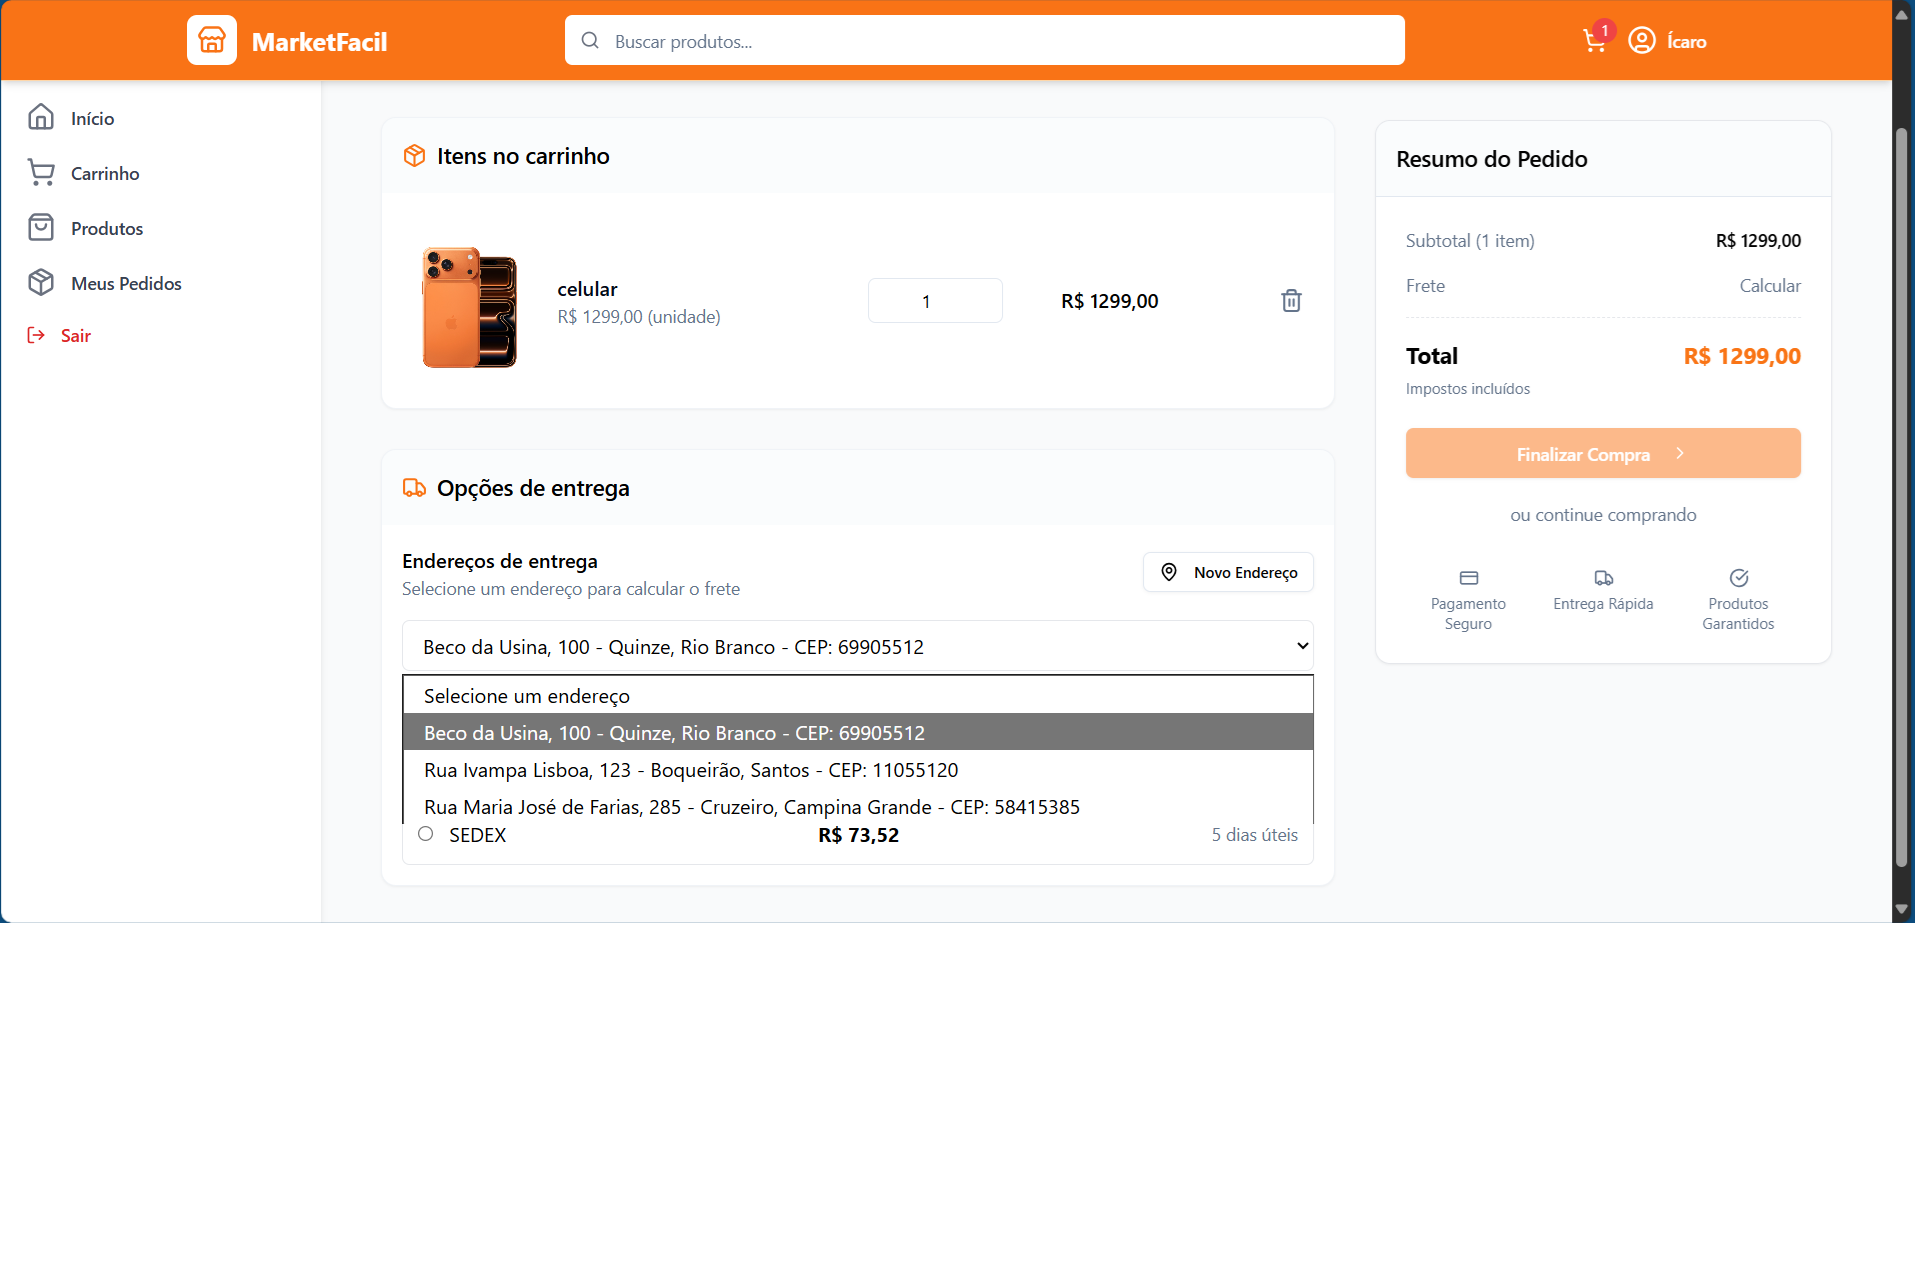 MarketFacil
Buscar produtos...
1
Ícaro
Início
Carrinho
Produtos
Meus Pedidos
Sair
Itens no carrinho
celular
R$ 1299,00 (unidade)
1
R$ 1299,00
Opções de entrega
Endereços de entrega
Selecione um endereço para calcular o frete
Novo Endereço
Beco da Usina, 100 - Quinze, Rio Branco - CEP: 69905512
Selecione um endereço
Beco da Usina, 100 - Quinze, Rio Branco - CEP: 69905512
Rua Ivampa Lisboa, 123 - Boqueirão, Santos - CEP: 11055120
Rua Maria José de Farias, 285 - Cruzeiro, Campina Grande - CEP: 58415385
SEDEX R$ 73,52 5 dias úteis
Resumo do Pedido
Subtotal (1 item) R$ 1299,00
Frete Calcular
Total R$ 1299,00
Impostos incluídos
Finalizar Compra
ou continue comprando
Pagamento
Seguro
Entrega Rápida
Produtos
Garantidos